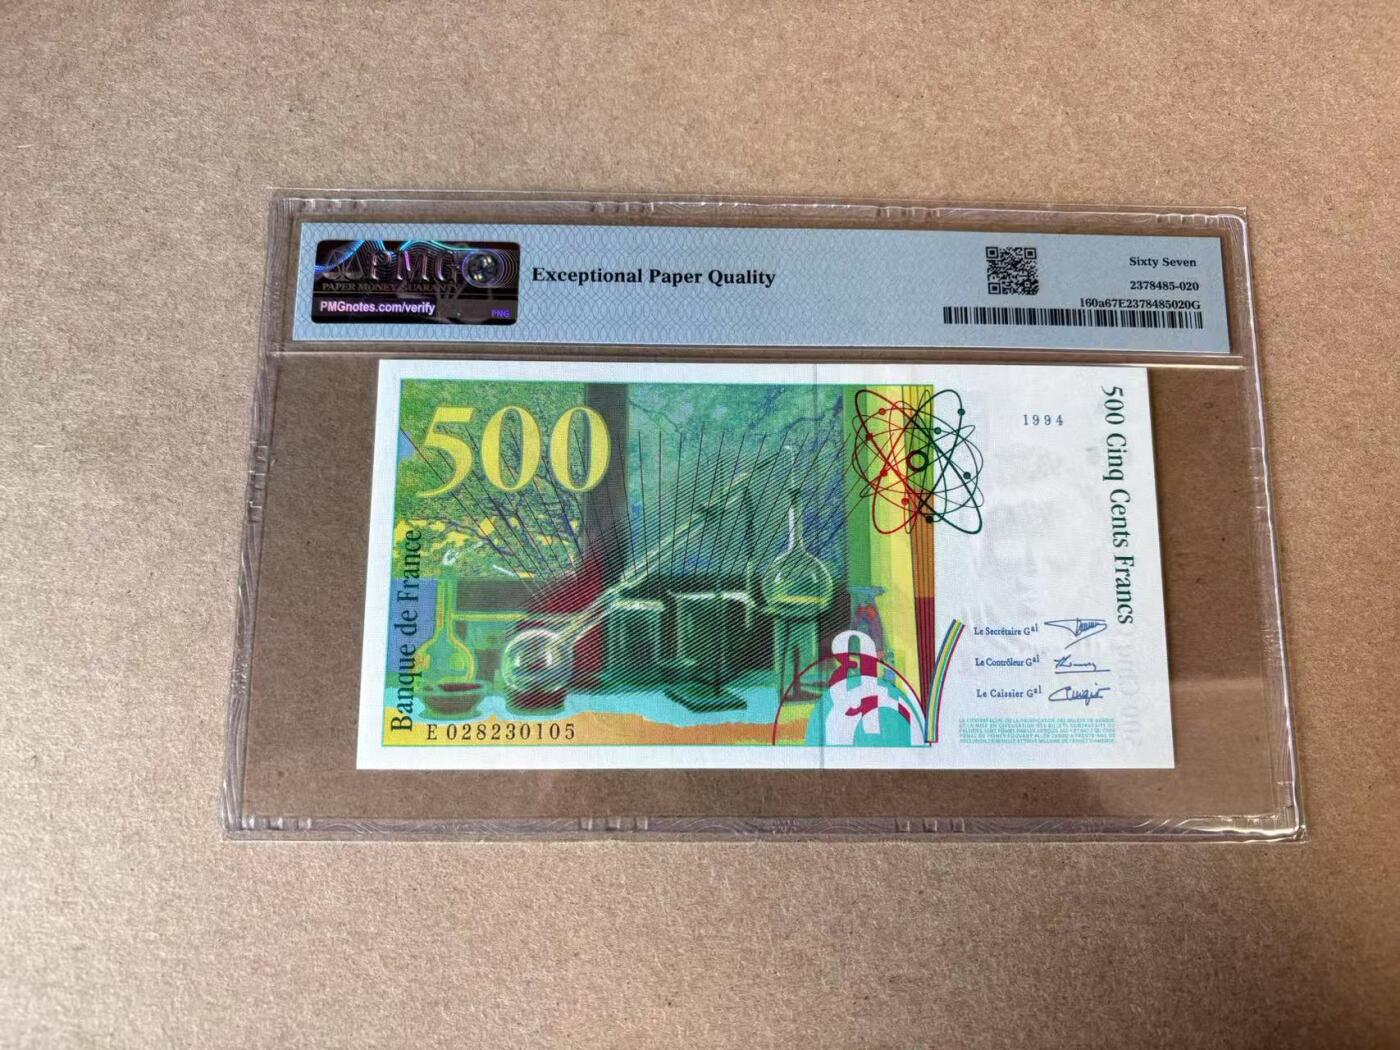 PMG
PAPER MONEY GUARANTY
PMGnotes.com/verify
PNG
Exceptional Paper Quality
Sixty Seven
2378485-020
160a67E2378485020G
500
Banque de France
E 028230105
1994
500 Cinq Cents Francs
Le Secrétaire Gal
Le Contrôleur Gal
Le Caissier Gal